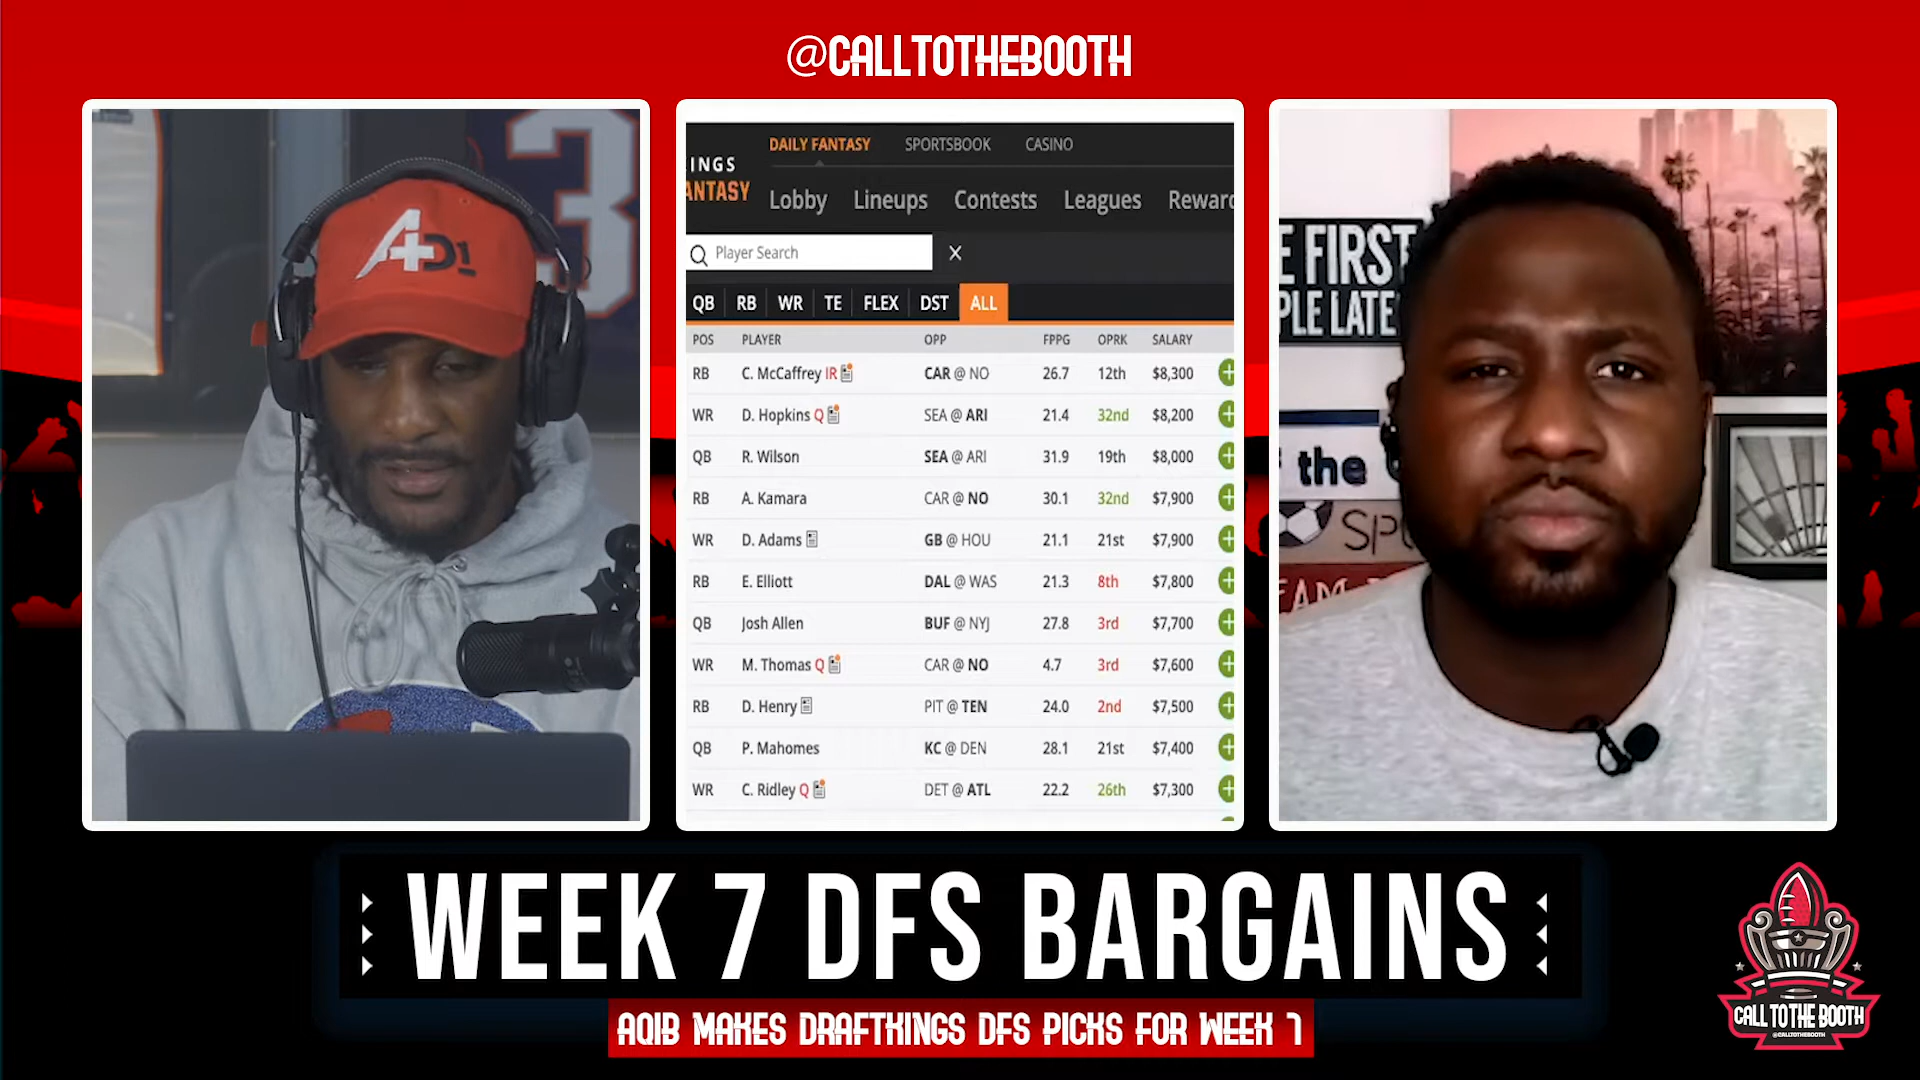 @CALLTOTHEBOOTH
3
A+D1
INGS
ANTASY
DAILY FANTASY SPORTSBOOK CASINO
Lobby Lineups Contests Leagues Rewar
Player Search X
QB RB WR TE FLEX DST ALL
POS PLAYER OPP FPPG OPRK SALARY
RB C. McCaffrey IR CAR @ NO 26.7 12th $8,300
WR D. Hopkins Q SEA @ ARI 21.4 32nd $8,200
QB R. Wilson SEA @ ARI 31.9 19th $8,000
RB A. Kamara CAR @ NO 30.1 32nd $7,900
WR D. Adams GB @ HOU 21.1 21st $7,900
RB E. Elliott DAL @ WAS 21.3 8th $7,800
QB Josh Allen BUF @ NYJ 27.8 3rd $7,700
WR M. Thomas Q CAR @ NO 4.7 3rd $7,600
RB D. Henry PIT @ TEN 24.0 2nd $7,500
QB P. Mahomes KC @ DEN 28.1 21st $7,400
WR C. Ridley Q DET @ ATL 22.2 26th $7,300
E FIRST
PLE LATE
the
SP
EAM
WEEK 7 DFS BARGAINS
AQIB MAKES DRAFTKINGS DFS PICKS FOR WEEK 7
CALL TO THE BOOTH
@CALLTOTHEBOOTH